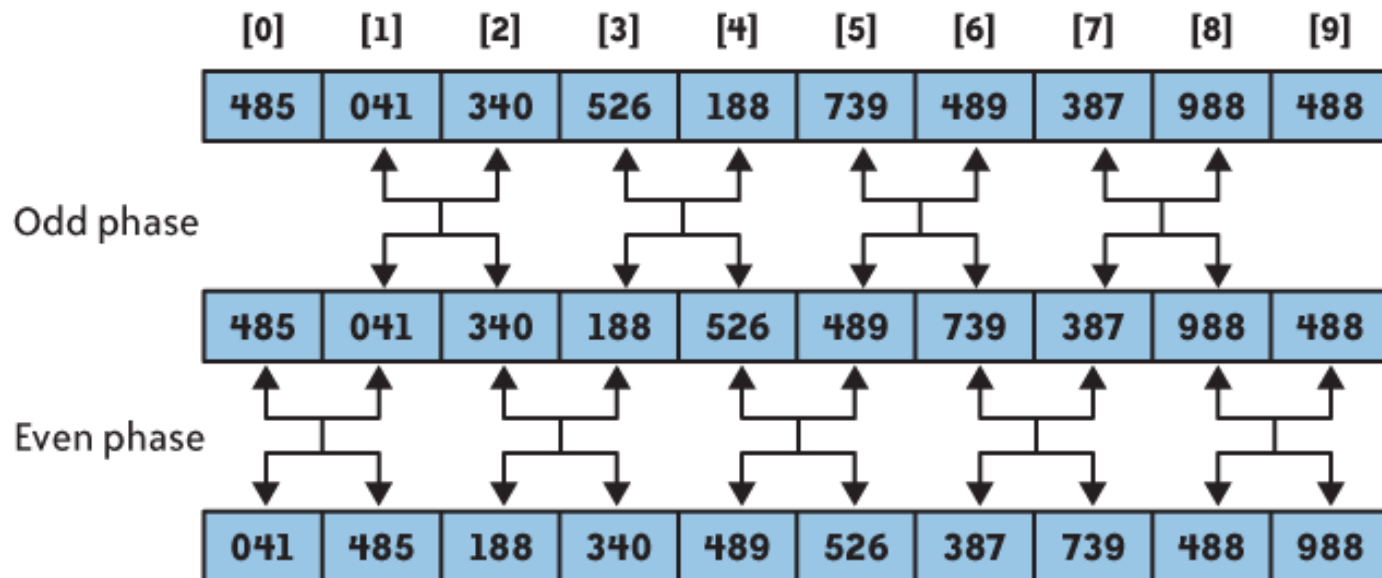 [0] [1] [2] [3] [4] [5] [6] [7] [8] [9]
485 041 340 526 188 739 489 387 988 488
Odd phase
485 041 340 188 526 489 739 387 988 488
Even phase
041 485 188 340 489 526 387 739 488 988